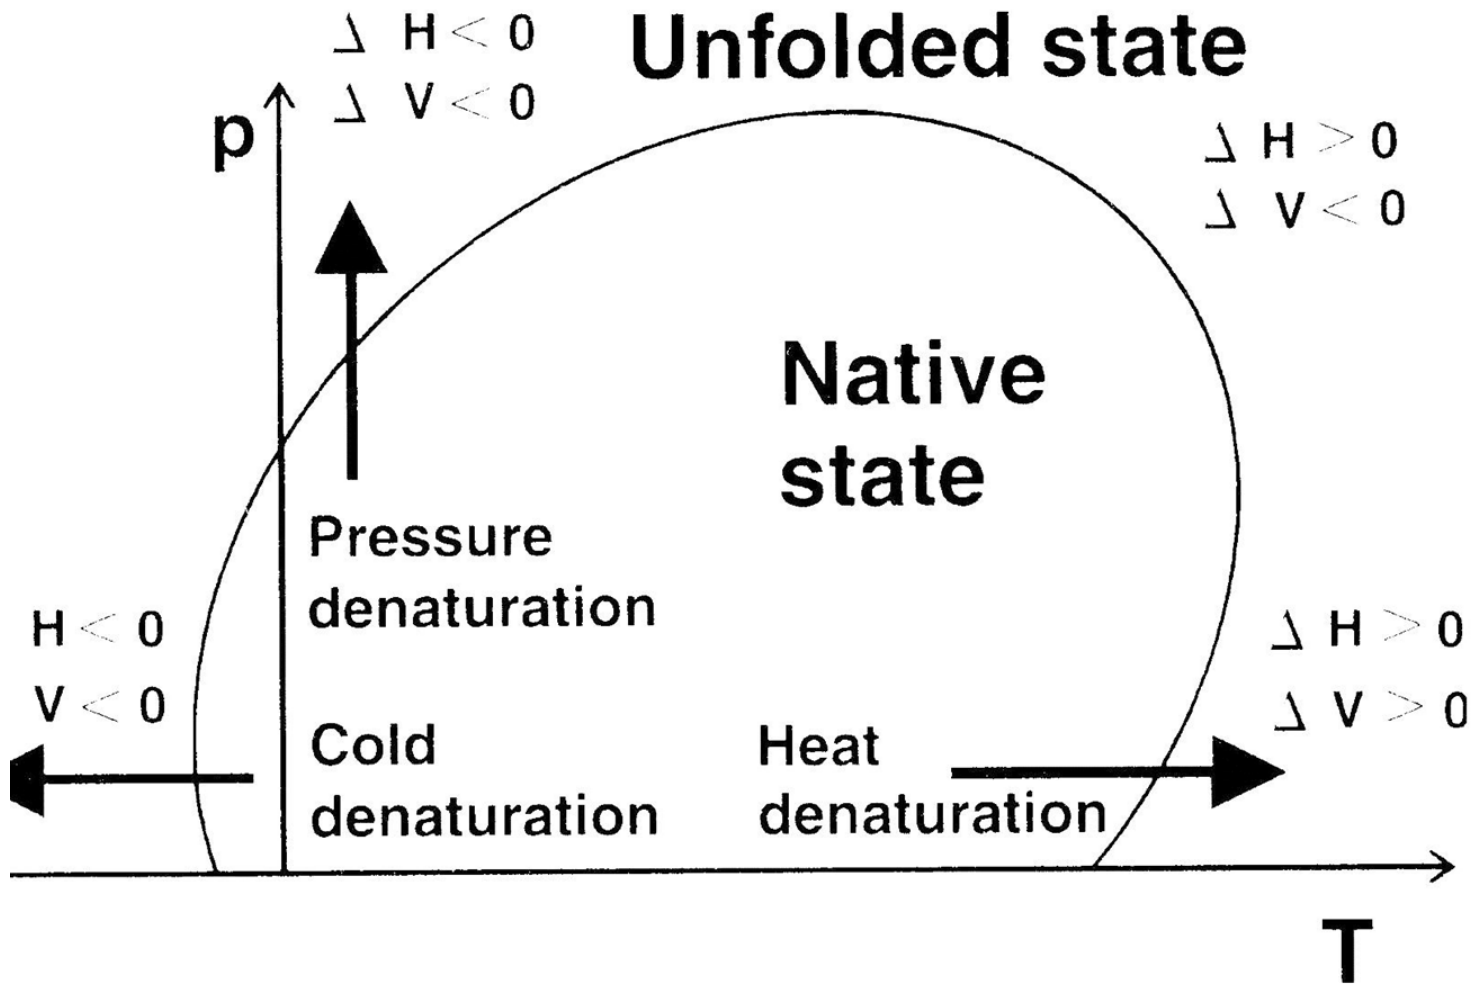 Δ H < 0
Δ V < 0
Unfolded state
p
Δ H > 0
Δ V < 0
Native
state
Pressure
denaturation
H < 0
V < 0
Δ H > 0
Δ V > 0
Cold
denaturation
Heat
denaturation
T